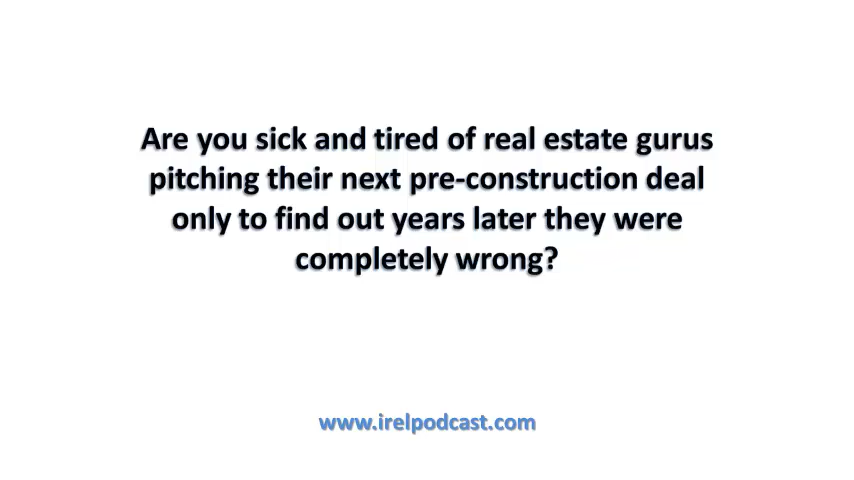 Are you sick and tired of real estate gurus
pitching their next pre-construction deal
only to find out years later they were
completely wrong?
www.irelpodcast.com